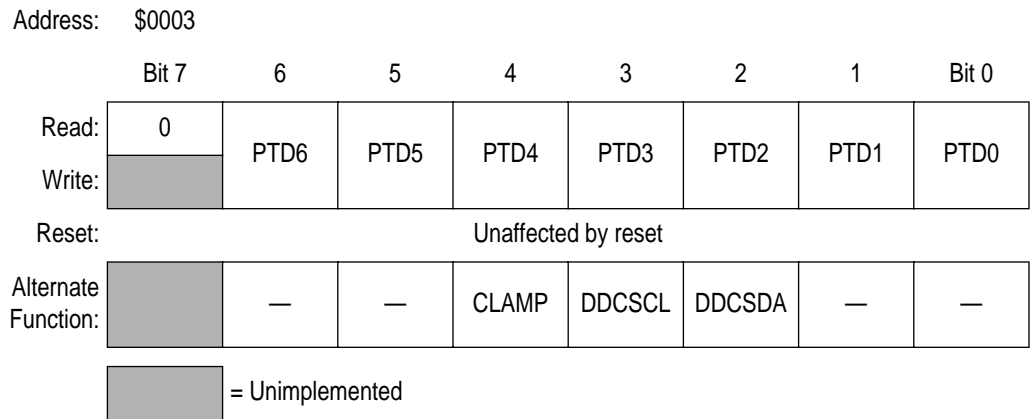 Address: $0003
Bit 7 6 5 4 3 2 1 Bit 0
Read: 0 PTD6 PTD5 PTD4 PTD3 PTD2 PTD1 PTD0
Write:
Reset: Unaffected by reset
Alternate
Function: — — CLAMP DDCSCL DDCSDA — —
= Unimplemented